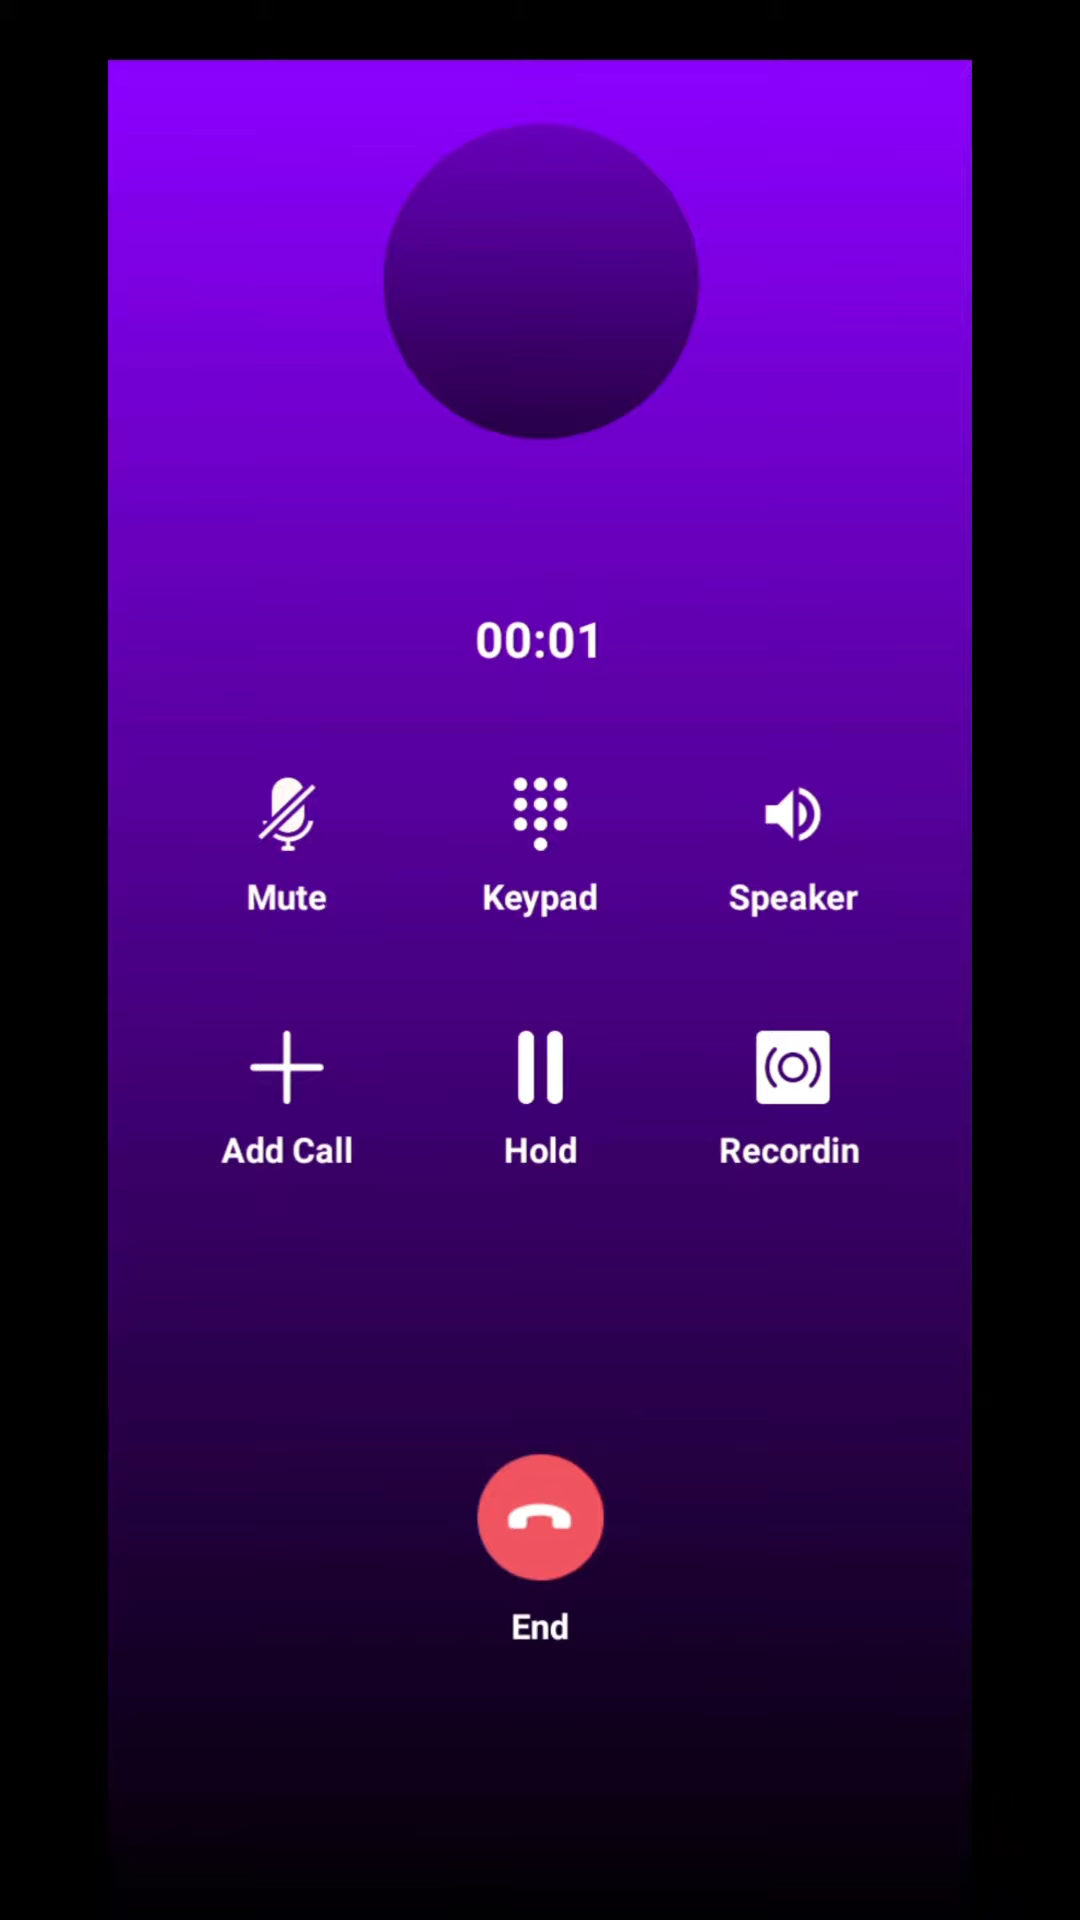 00:01
Mute
Keypad
Speaker
Add Call
Hold
Recordin
End